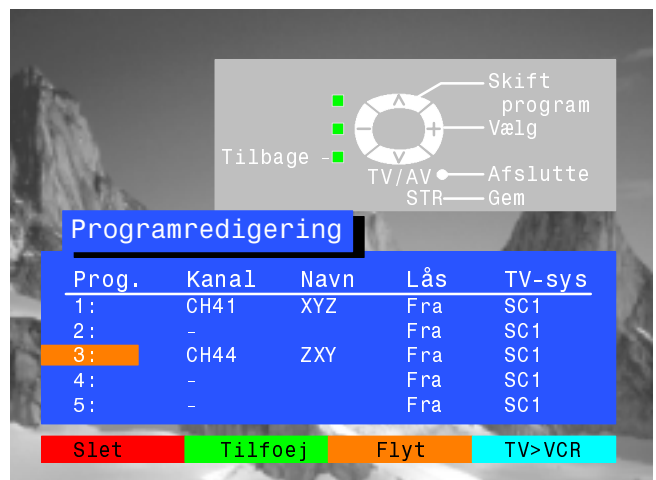 Skift
program
Vælg
Tilbage -
TV/AV Afslutte
STR Gem
Programredigering
Prog. Kanal Navn Lås TV-sys
1: CH41 XYZ Fra SC1
2: - Fra SC1
3: CH44 ZXY Fra SC1
4: - Fra SC1
5: - Fra SC1
Slet Tilfoej Flyt TV>VCR